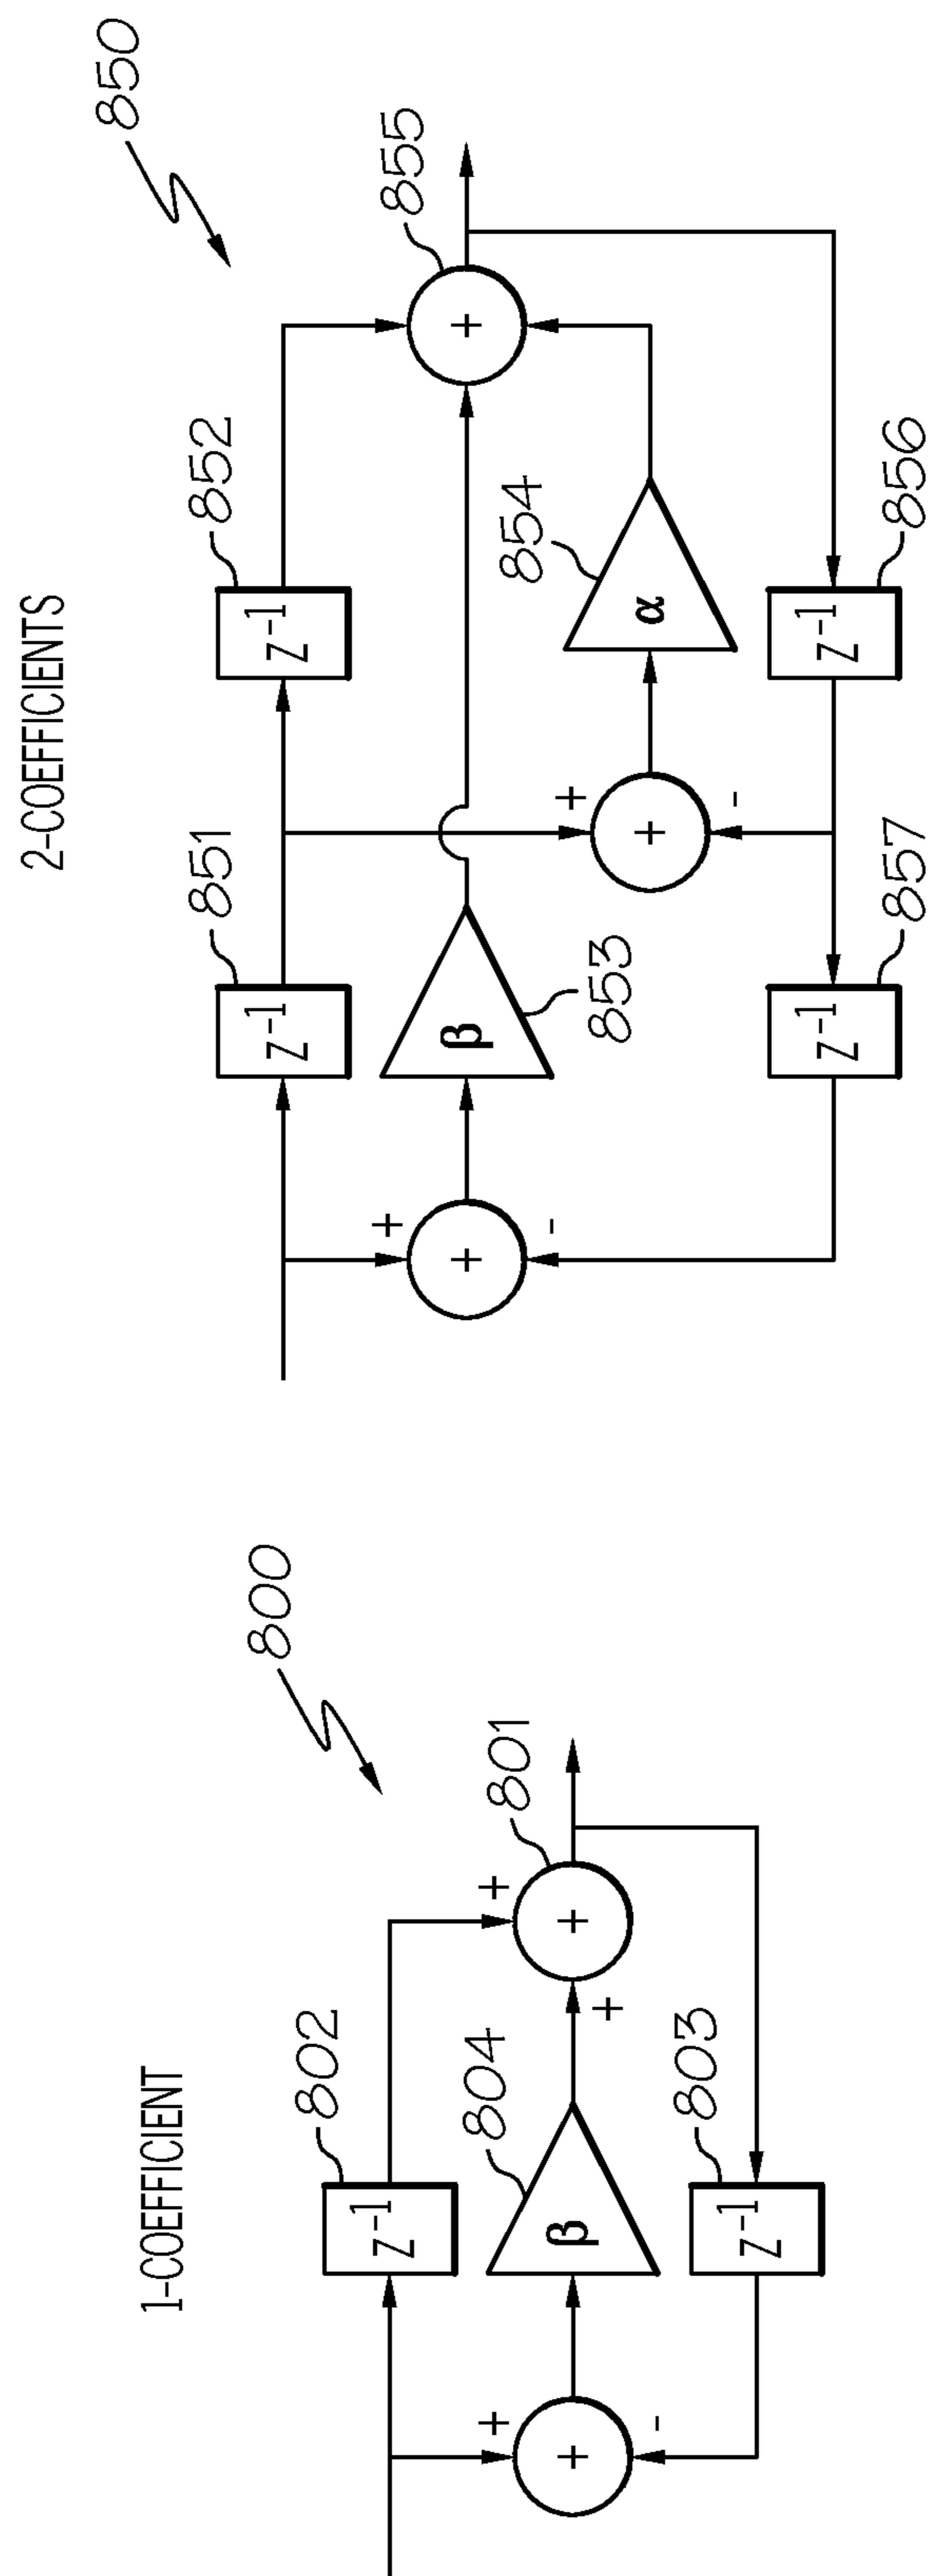 1-COEFFICIENT
800
802
Z⁻¹
+
+
804
β
+
+
801
+
-
803
Z⁻¹
2-COEFFICIENTS
850
851
Z⁻¹
852
Z⁻¹
855
+
+
β
853
+
+
-
+
-
854
α
857
Z⁻¹
856
Z⁻¹
+